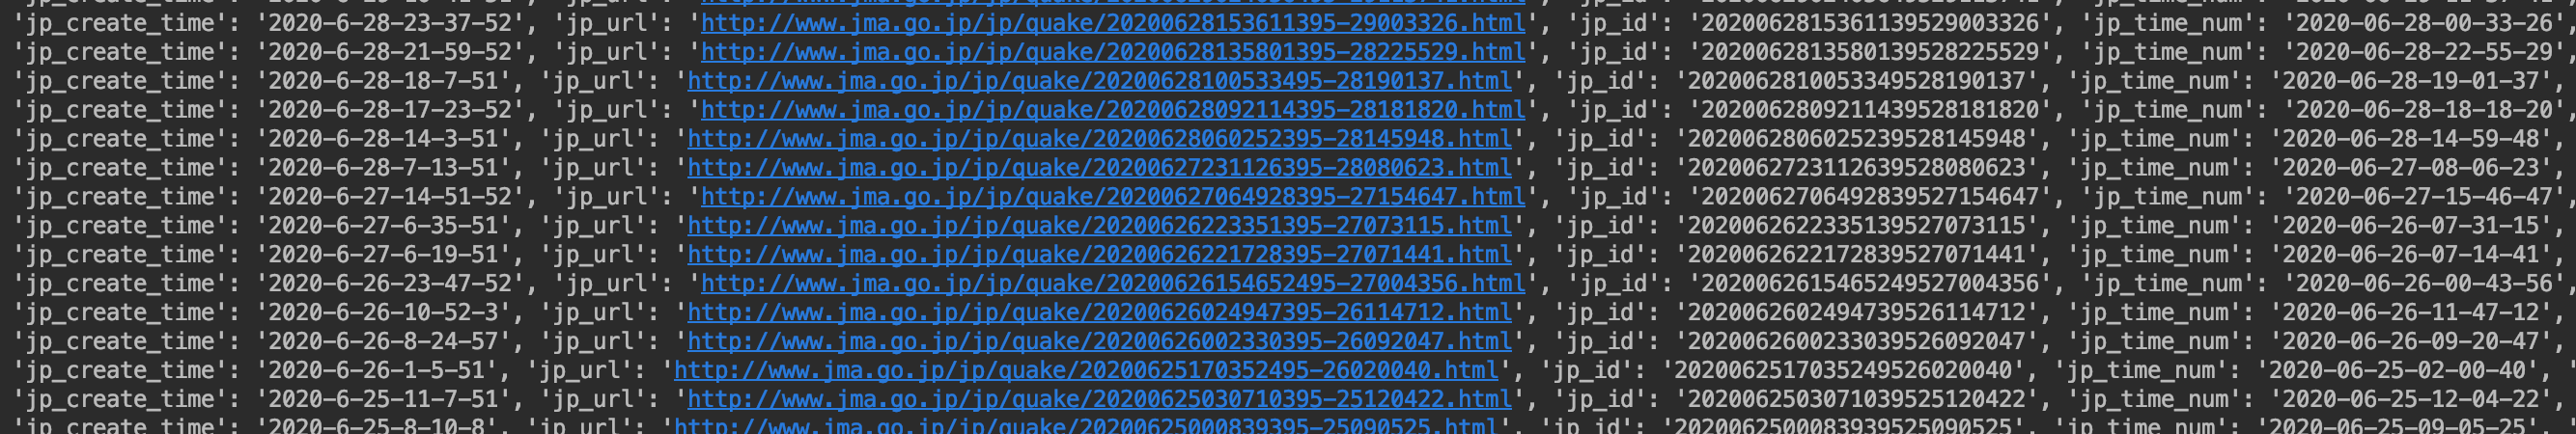 'jp_create_time': '2020-6-28-23-37-52', 'jp_url': 'http://www.jma.go.jp/jp/quake/20200628153611395-29003326.html', 'jp_id': '2020062815361139529003326', 'jp_time_num': '2020-06-28-00-33-26',
'jp_create_time': '2020-6-28-21-59-52', 'jp_url': 'http://www.jma.go.jp/jp/quake/20200628135801395-28225529.html', 'jp_id': '2020062813580139528225529', 'jp_time_num': '2020-06-28-22-55-29',
'jp_create_time': '2020-6-28-18-7-51', 'jp_url': 'http://www.jma.go.jp/jp/quake/20200628100533495-28190137.html', 'jp_id': '2020062810053349528190137', 'jp_time_num': '2020-06-28-19-01-37',
'jp_create_time': '2020-6-28-17-23-52', 'jp_url': 'http://www.jma.go.jp/jp/quake/20200628092114395-28181820.html', 'jp_id': '2020062809211439528181820', 'jp_time_num': '2020-06-28-18-18-20',
'jp_create_time': '2020-6-28-14-3-51', 'jp_url': 'http://www.jma.go.jp/jp/quake/20200628060252395-28145948.html', 'jp_id': '2020062806025239528145948', 'jp_time_num': '2020-06-28-14-59-48',
'jp_create_time': '2020-6-28-7-13-51', 'jp_url': 'http://www.jma.go.jp/jp/quake/20200627231126395-28080623.html', 'jp_id': '2020062723112639528080623', 'jp_time_num': '2020-06-27-08-06-23',
'jp_create_time': '2020-6-27-14-51-52', 'jp_url': 'http://www.jma.go.jp/jp/quake/20200627064928395-27154647.html', 'jp_id': '2020062706492839527154647', 'jp_time_num': '2020-06-27-15-46-47',
'jp_create_time': '2020-6-27-6-35-51', 'jp_url': 'http://www.jma.go.jp/jp/quake/20200626223351395-27073115.html', 'jp_id': '2020062622335139527073115', 'jp_time_num': '2020-06-26-07-31-15',
'jp_create_time': '2020-6-27-6-19-51', 'jp_url': 'http://www.jma.go.jp/jp/quake/20200626221728395-27071441.html', 'jp_id': '2020062622172839527071441', 'jp_time_num': '2020-06-26-07-14-41',
'jp_create_time': '2020-6-26-23-47-52', 'jp_url': 'http://www.jma.go.jp/jp/quake/20200626154652495-27004356.html', 'jp_id': '2020062615465249527004356', 'jp_time_num': '2020-06-26-00-43-56',
'jp_create_time': '2020-6-26-10-52-3', 'jp_url': 'http://www.jma.go.jp/jp/quake/20200626024947395-26114712.html', 'jp_id': '2020062602494739526114712', 'jp_time_num': '2020-06-26-11-47-12',
'jp_create_time': '2020-6-26-8-24-57', 'jp_url': 'http://www.jma.go.jp/jp/quake/20200626002330395-26092047.html', 'jp_id': '2020062600233039526092047', 'jp_time_num': '2020-06-26-09-20-47',
'jp_create_time': '2020-6-26-1-5-51', 'jp_url': 'http://www.jma.go.jp/jp/quake/20200625170352495-26020040.html', 'jp_id': '2020062517035249526020040', 'jp_time_num': '2020-06-25-02-00-40', '
'jp_create_time': '2020-6-25-11-7-51', 'jp_url': 'http://www.jma.go.jp/jp/quake/20200625030710395-25120422.html', 'jp_id': '2020062503071039525120422', 'jp_time_num': '2020-06-25-12-04-22',
'jp_create_time': '2020-6-25-8-10-8', 'jp_url': 'http://www.jma.go.jp/jp/quake/20200625000839395-25090525.html', 'jp_id': '2020062500083939525090525', 'jp_time_num': '2020-06-25-09-05-25',